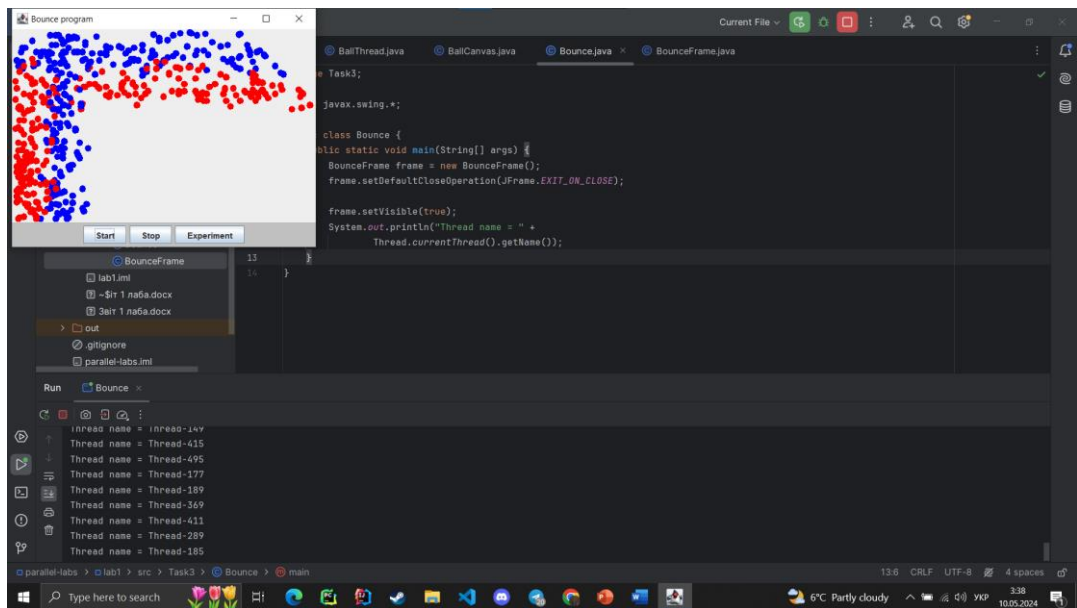 Bounce program
Current File
BallThread.java
BallCanvas.java
Bounce.java
BounceFrame.java
Task3;
javax.swing.*;
class Bounce {
public static void main(String[] args) {
BounceFrame frame = new BounceFrame();
frame.setDefaultCloseOperation(JFrame.EXIT_ON_CLOSE);
frame.setVisible(true);
System.out.println("Thread name = " +
Thread.currentThread().getName());
13 }
14 }
Start Stop Experiment
BounceFrame
lab1.iml
~$іт 1 лаба.docx
Звіт 1 лаба.docx
out
.gitignore
parallel-labs.iml
Run Bounce
Thread name = Thread-149
Thread name = Thread-415
Thread name = Thread-495
Thread name = Thread-177
Thread name = Thread-189
Thread name = Thread-369
Thread name = Thread-411
Thread name = Thread-289
Thread name = Thread-185
parallel-labs > lab1 > src > Task3 > Bounce > main
13:6 CRLF UTF-8 4 spaces
Type here to search
6°C Partly cloudy
УКР
3:38
10.05.2024